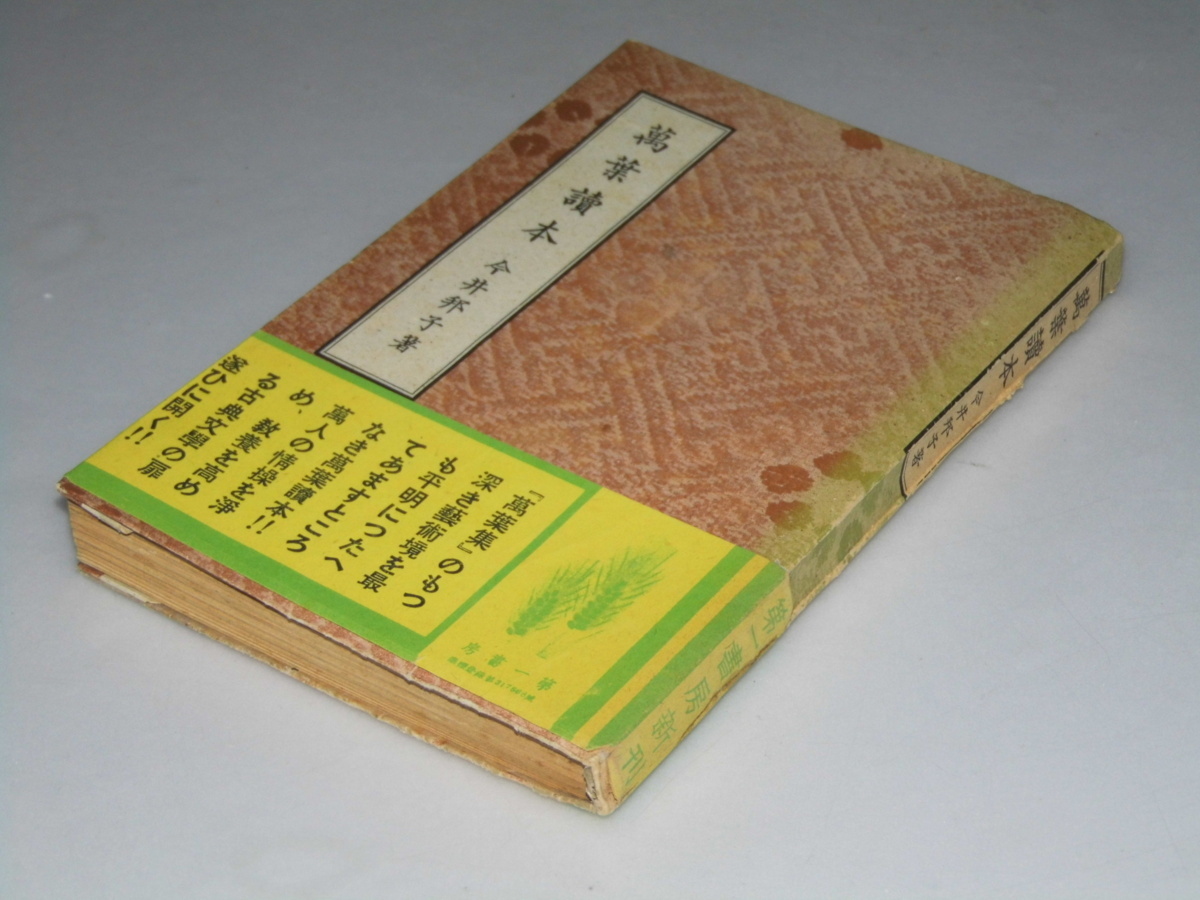 萬葉讀本 今井邦子著
『萬葉集』のもつ
深き藝術境を最
も平明につたへ
てあますところ
なき萬葉讀本!!
萬人の情操を淨
め、教養を高め
る古典文學の扉
遂ひに開く!!
第一書房
萬葉讀本 今井邦子著
第一書房新刊